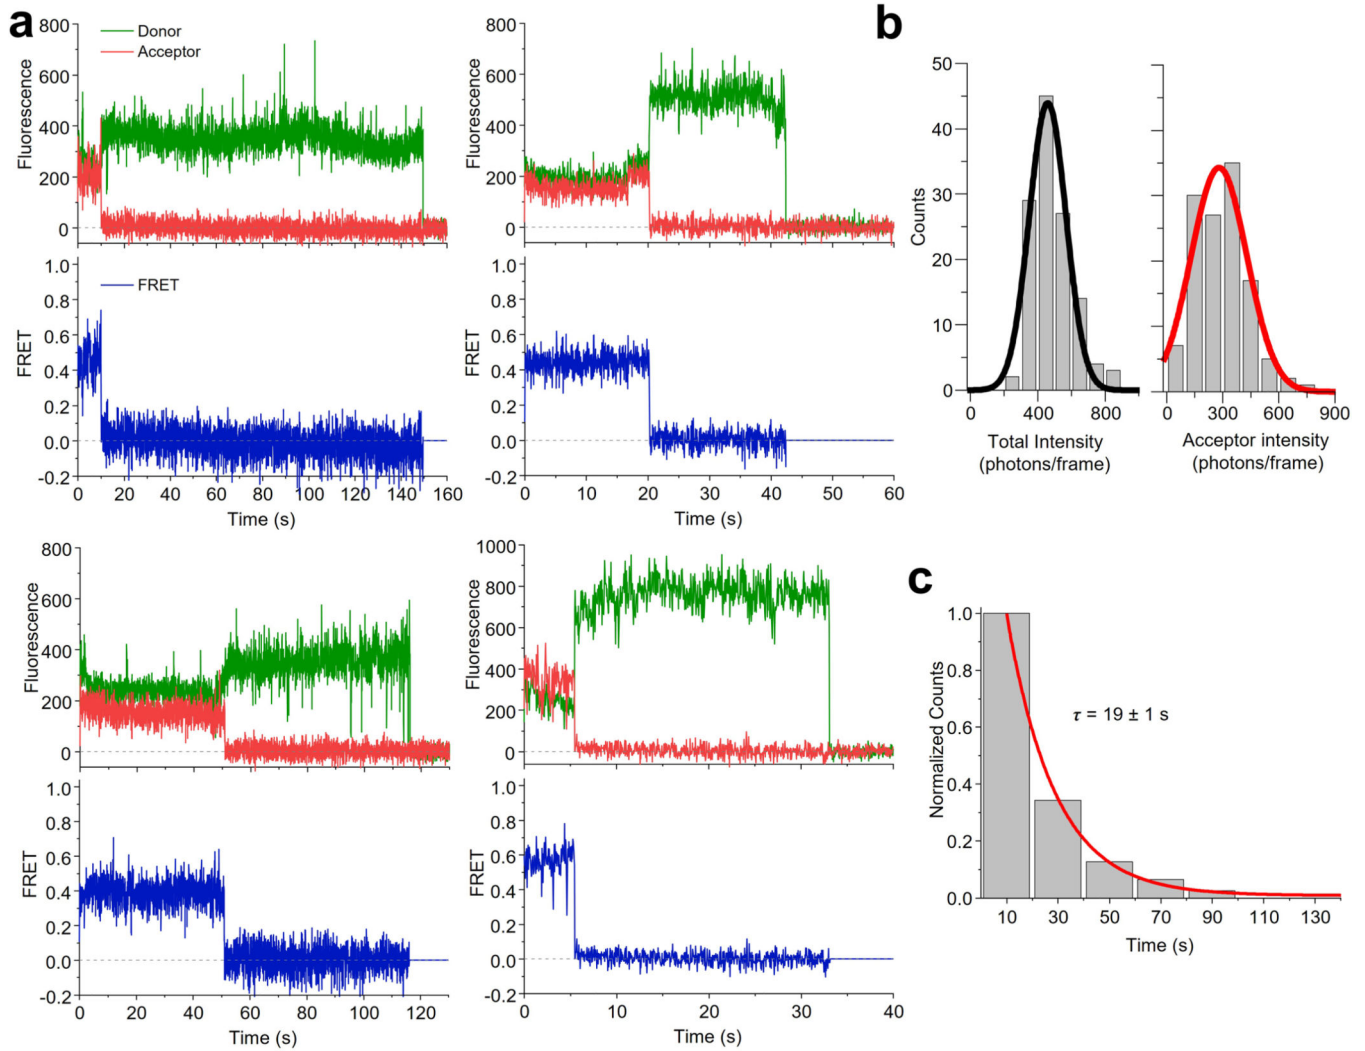 a
800
600
400
200
0
Fluorescence
Donor
Acceptor
1.0
0.8
0.6
0.4
0.2
0.0
-0.2
FRET
FRET
0 20 40 60 80 100 120 140 160
Time (s)
800
600
400
200
0
Fluorescence
1.0
0.8
0.6
0.4
0.2
0.0
-0.2
FRET
0 10 20 30 40 50 60
Time (s)
800
600
400
200
0
Fluorescence
1.0
0.8
0.6
0.4
0.2
0.0
-0.2
FRET
0 20 40 60 80 100 120
Time (s)
1000
800
600
400
200
0
Fluorescence
1.0
0.8
0.6
0.4
0.2
0.0
-0.2
FRET
0 10 20 30 40
Time (s)
b
50
40
30
20
10
0
Counts
0 400 800
Total Intensity
(photons/frame)
0 300 600 900
Acceptor intensity
(photons/frame)
c
1.0
0.8
0.6
0.4
0.2
0.0
Normalized Counts
τ = 19 ± 1 s
10 30 50 70 90 110 130
Time (s)